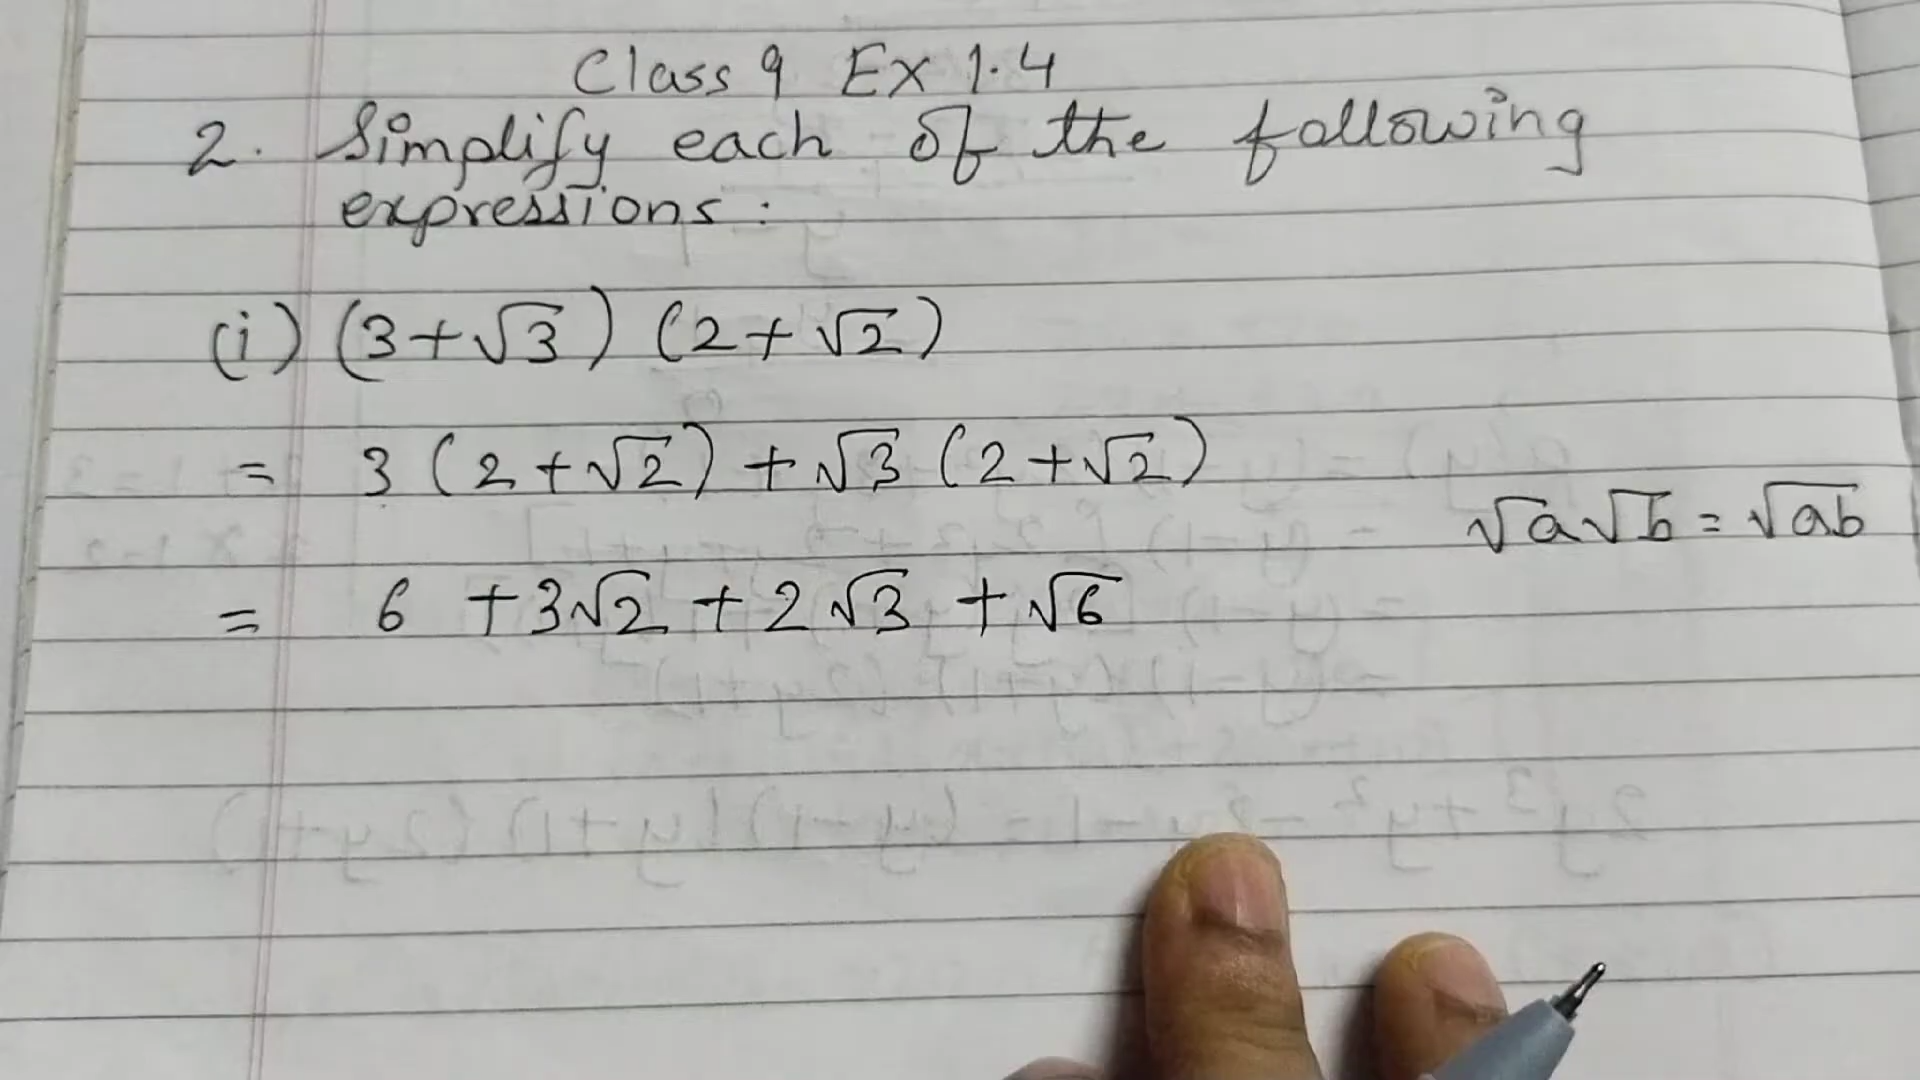 Class 9 Ex 1.4
2. Simplify each of the following
expressions:
(i) (3+√3) (2+√2)
= 3 (2+√2) + √3 (2+√2)
√a√b = √ab
= 6 + 3√2 + 2√3 + √6